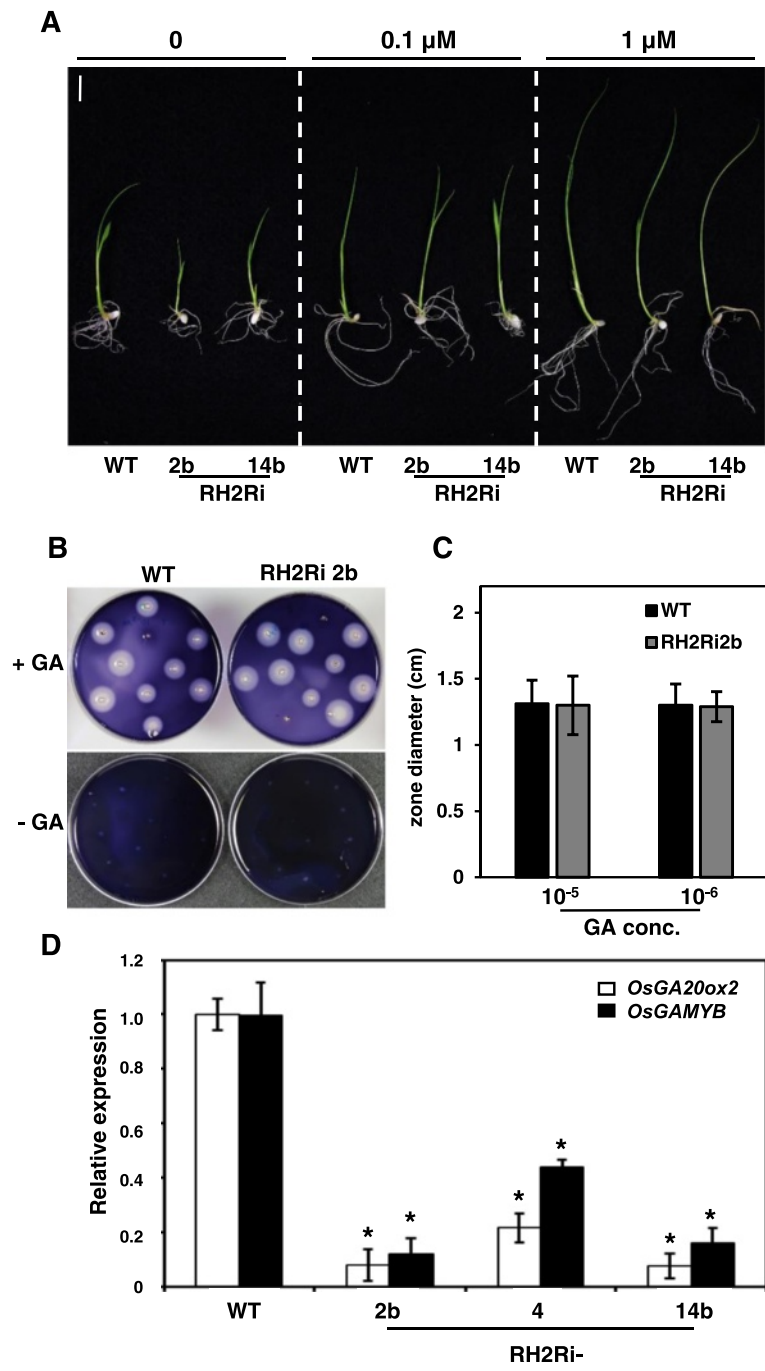 A
0 0.1 µM 1 µM
WT 2b 14b WT 2b 14b WT 2b 14b
RH2Ri RH2Ri RH2Ri
B
WT RH2Ri 2b
+ GA
- GA
C
zone diameter (cm)
2
1.5
1
0.5
0
WT
RH2Ri2b
10-5 10-6
GA conc.
D
Relative expression
1.2
1.0
0.8
0.6
0.4
0.2
0
OsGA20ox2
OsGAMYB
* * * * * *
WT 2b 4 14b
RH2Ri-